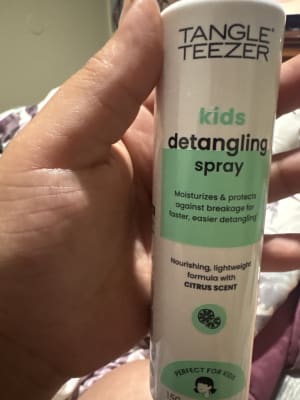 TANGLE®
TEEZER
kids
detangling
spray
Moisturizes & protects
against breakage for
faster, easier detangling
Nourishing, lightweight
formula with
CITRUS SCENT
PERFECT FOR KIDS
150